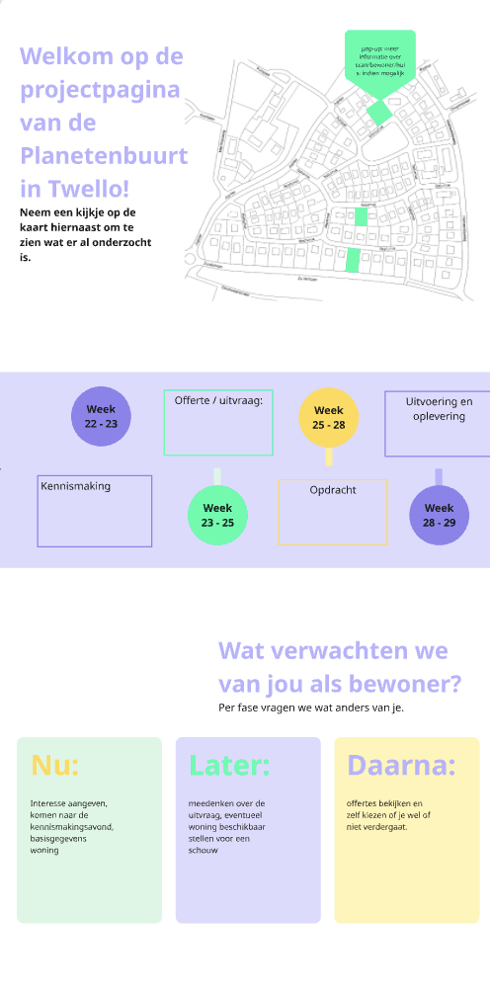 Welkom op de
projectpagina
van de
Planetenbuurt
in Twello!
Neem een kijkje op de
kaart hiernaast om te
zien wat er al onderzocht
is.
pop-up: meer
informatie over
scan/bewoner/hui
s: indien mogelijk
Week
22 - 23
Offerte / uitvraag:
Week
25 - 28
Uitvoering en
oplevering
Kennismaking
Week
23 - 25
Opdracht
Week
28 - 29
Wat verwachten we
van jou als bewoner?
Per fase vragen we wat anders van je.
Nu:
Interesse aangeven,
komen naar de
kennismakingsavond,
basisgegevens
woning
Later:
meedenken over de
uitvraag, eventueel
woning beschikbaar
stellen voor een
schouw
Daarna:
offertes bekijken en
zelf kiezen of je wel of
niet verdergaat.